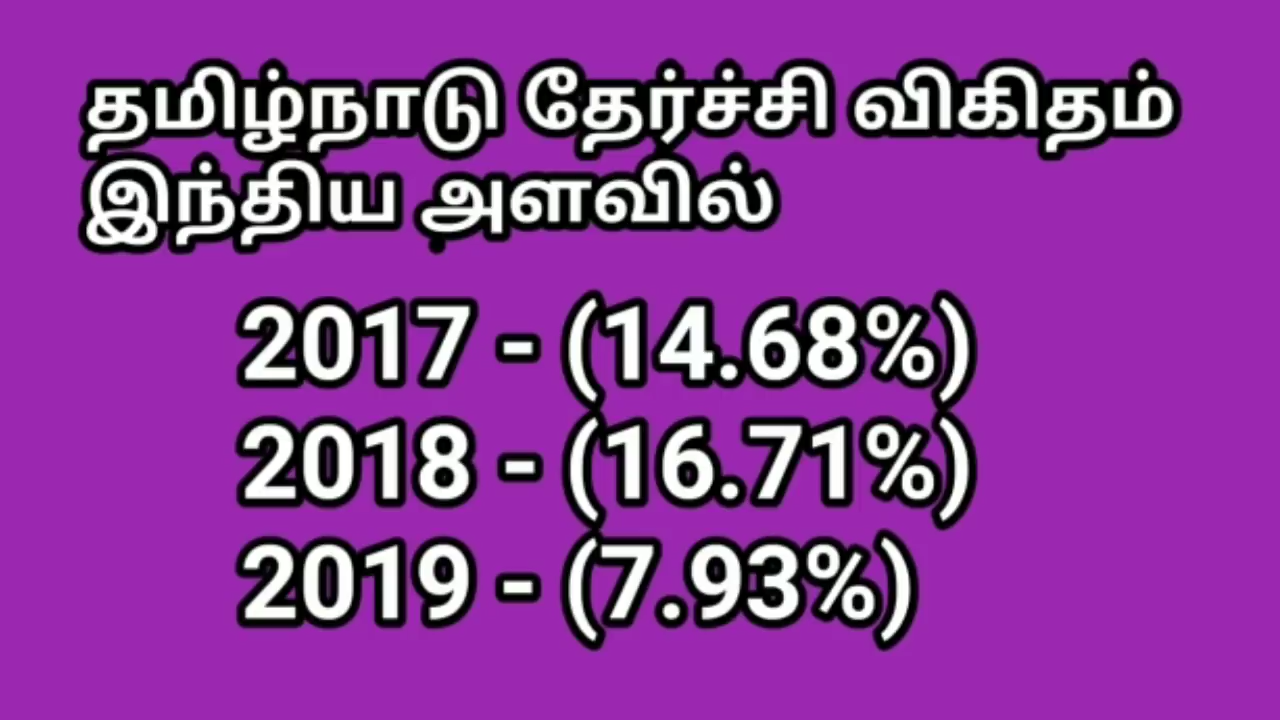 தமிழ்நாடு தேர்ச்சி விகிதம்
இந்திய அளவில்
2017 - (14.68%)
2018 - (16.71%)
2019 - (7.93%)